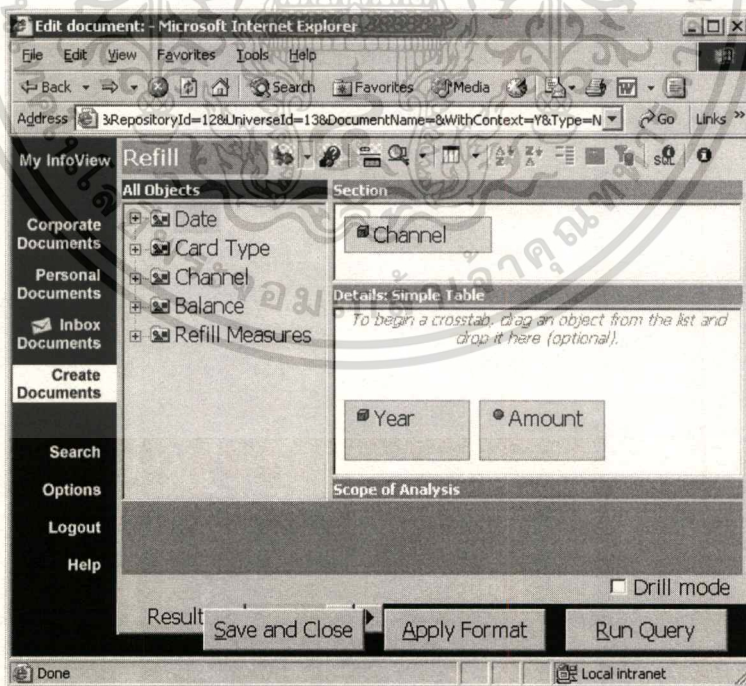 Edit document: - Microsoft Internet Explorer
File Edit View Favorites Tools Help
Back Search Favorites Media
Address 3RepositoryId=128&UniverseId=13&DocumentName=&WithContext=Y&Type=N Go Links »
My InfoView
Corporate Documents
Personal Documents
Inbox Documents
Create Documents
Search
Options
Logout
Help
Refill SQL
All Objects
Date
Card Type
Channel
Balance
Refill Measures
Section
Channel
Details: Simple Table
To begin a crosstab, drag an object from the list and
drop it here (optional).
Year Amount
Scope of Analysis
Drill mode
Result
Save and Close Apply Format Run Query
Done Local intranet